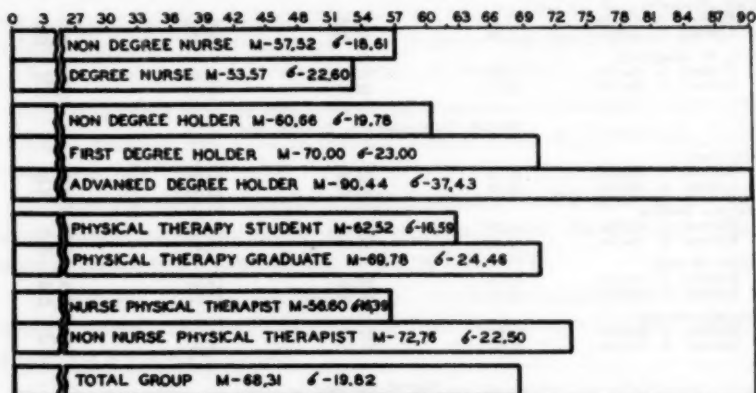 0 3 27 30 33 36 39 42 45 48 51 54 57 60 63 66 69 72 75 78 81 84 87 90
NON DEGREE NURSE M-57,52 б-18,61
DEGREE NURSE M-53,57 б-22,60
NON DEGREE HOLDER M-60,66 б-19,78
FIRST DEGREE HOLDER M-70,00 б-23,00
ADVANCED DEGREE HOLDER M-90,44 б-37,43
PHYSICAL THERAPY STUDENT M-62,52 б-16,59
PHYSICAL THERAPY GRADUATE M-69,78 б-24,46
NURSE PHYSICAL THERAPIST M-56,60
NON NURSE PHYSICAL THERAPIST M-72,76 б-22,50
TOTAL GROUP M-68,31 б-19,82